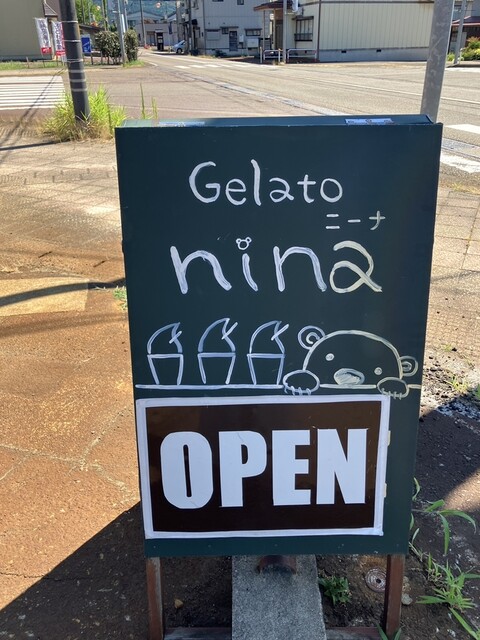 Gelato
ニーナ
nina
OPEN